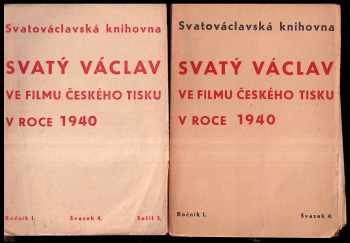 Svatováclavská knihovna
SVATÝ VÁCLAV
VE FILMU ČESKÉHO TISKU
V ROCE 1940
Ročník I. Svazek 4. Sešit 3.
Svatováclavská knihovna
SVATÝ VÁCLAV
VE FILMU ČESKÉHO TISKU
V ROCE 1940
Ročník I. Svazek 4.